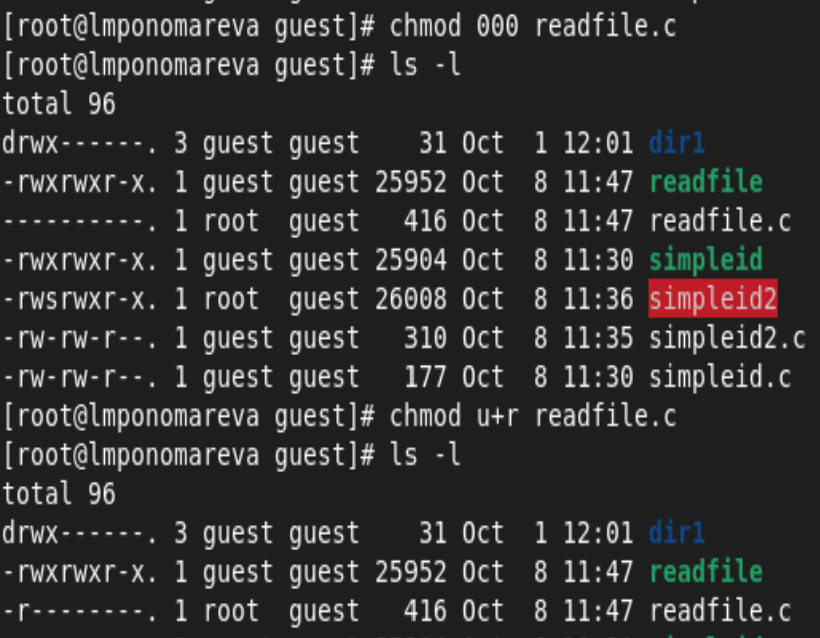 [root@lmponomareva guest]# chmod 000 readfile.c
[root@lmponomareva guest]# ls -l
total 96
drwx------. 3 guest guest    31 Oct  1 12:01 dir1
-rwxrwxr-x. 1 guest guest 25952 Oct  8 11:47 readfile
----------. 1 root  guest   416 Oct  8 11:47 readfile.c
-rwxrwxr-x. 1 guest guest 25904 Oct  8 11:30 simpleid
-rwsrwxr-x. 1 root  guest 26008 Oct  8 11:36 simpleid2
-rw-rw-r--. 1 guest guest   310 Oct  8 11:35 simpleid2.c
-rw-rw-r--. 1 guest guest   177 Oct  8 11:30 simpleid.c
[root@lmponomareva guest]# chmod u+r readfile.c
[root@lmponomareva guest]# ls -l
total 96
drwx------. 3 guest guest    31 Oct  1 12:01 dir1
-rwxrwxr-x. 1 guest guest 25952 Oct  8 11:47 readfile
-r--------. 1 root  guest   416 Oct  8 11:47 readfile.c